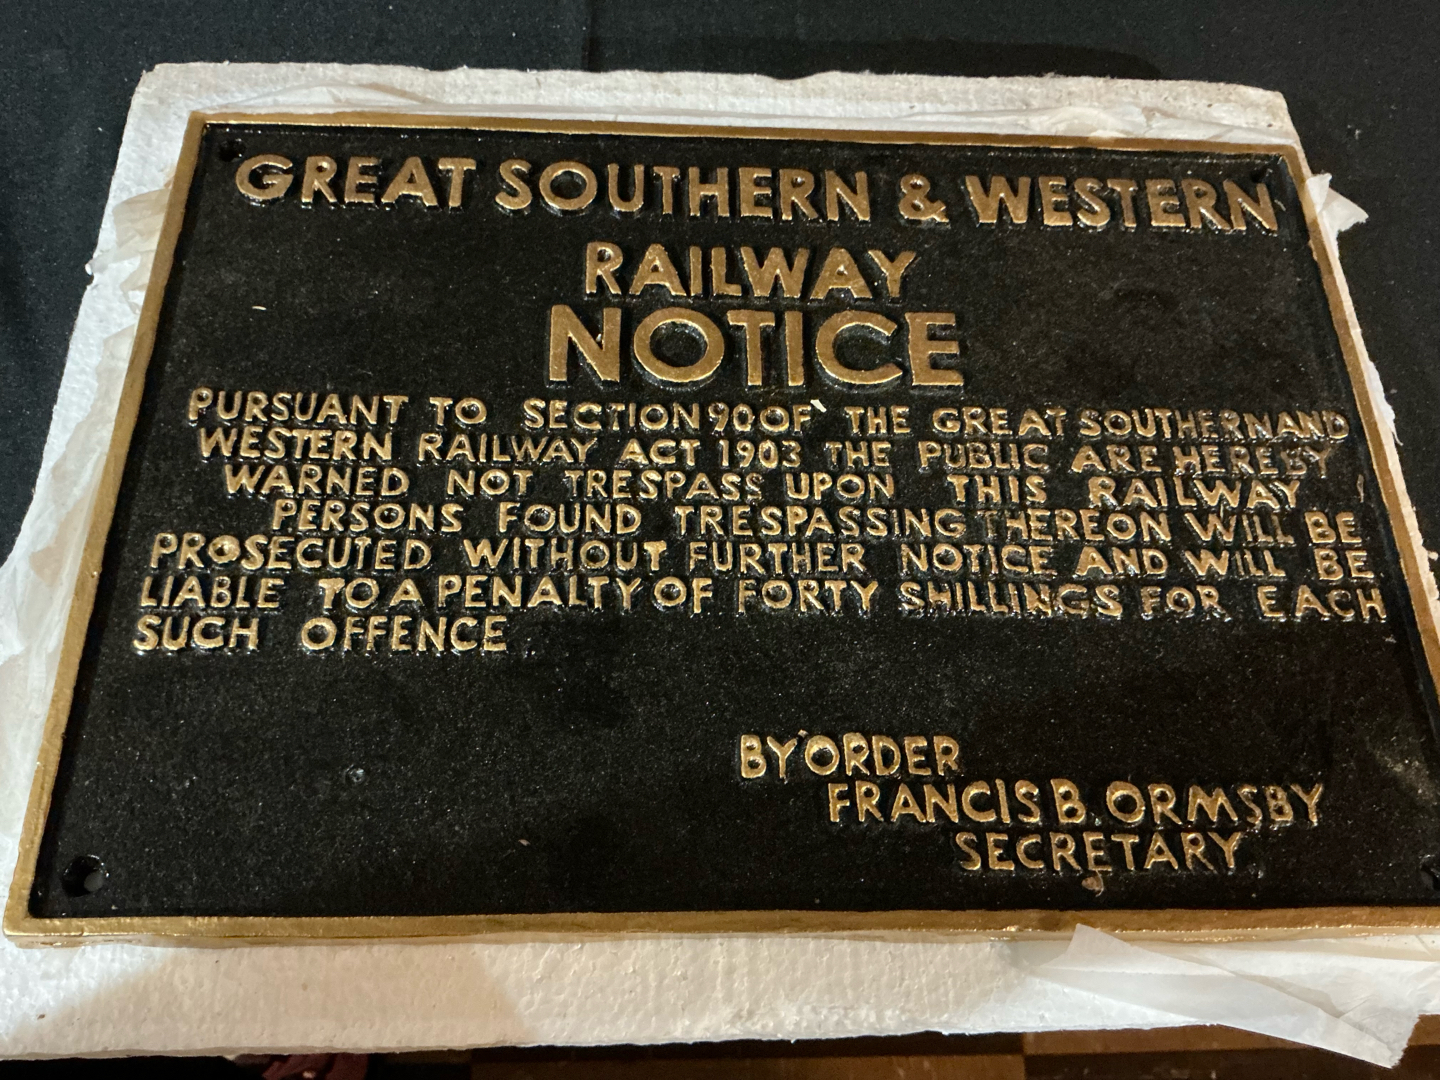 GREAT SOUTHERN & WESTERN
RAILWAY
NOTICE
PURSUANT TO SECTION 90 OF THE GREAT SOUTHERN AND
WESTERN RAILWAY ACT 1903 THE PUBLIC ARE HEREBY
WARNED NOT TRESPASS UPON THIS RAILWAY
PERSONS FOUND TRESPASSING THEREON WILL BE
PROSECUTED WITHOUT FURTHER NOTICE AND WILL BE
LIABLE TO A PENALTY OF FORTY SHILLINGS FOR EACH
SUCH OFFENCE
BY ORDER
FRANCIS B. ORMSBY
SECRETARY